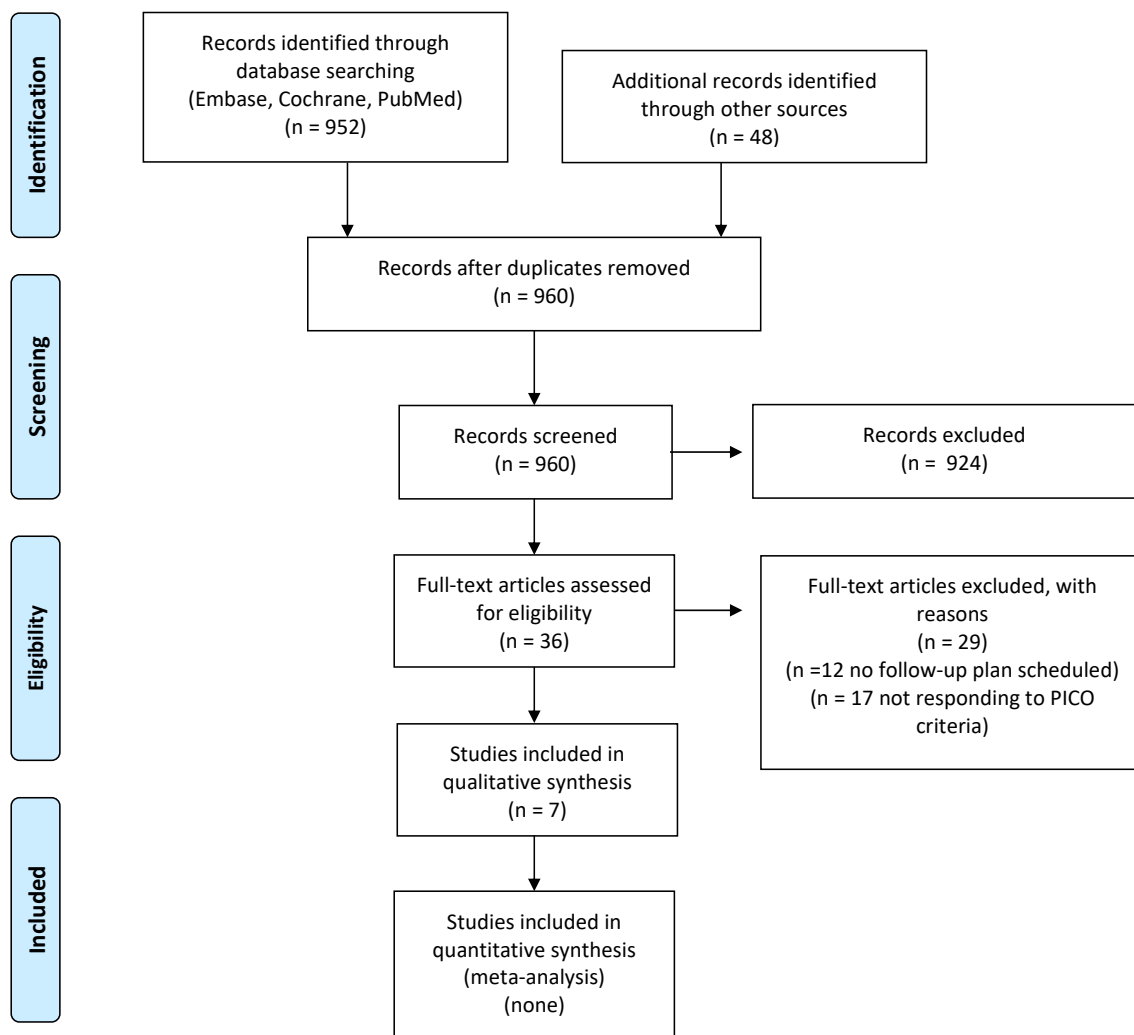 Identification
Records identified through
database searching
(Embase, Cochrane, PubMed)
(n = 952)
Additional records identified
through other sources
(n = 48)
Screening
Records after duplicates removed
(n = 960)
Records screened
(n = 960)
Records excluded
(n = 924)
Eligibility
Full-text articles assessed
for eligibility
(n = 36)
Full-text articles excluded, with
reasons
(n = 29)
(n =12 no follow-up plan scheduled)
(n = 17 not responding to PICO
criteria)
Studies included in
qualitative synthesis
(n = 7)
Included
Studies included in
quantitative synthesis
(meta-analysis)
(none)